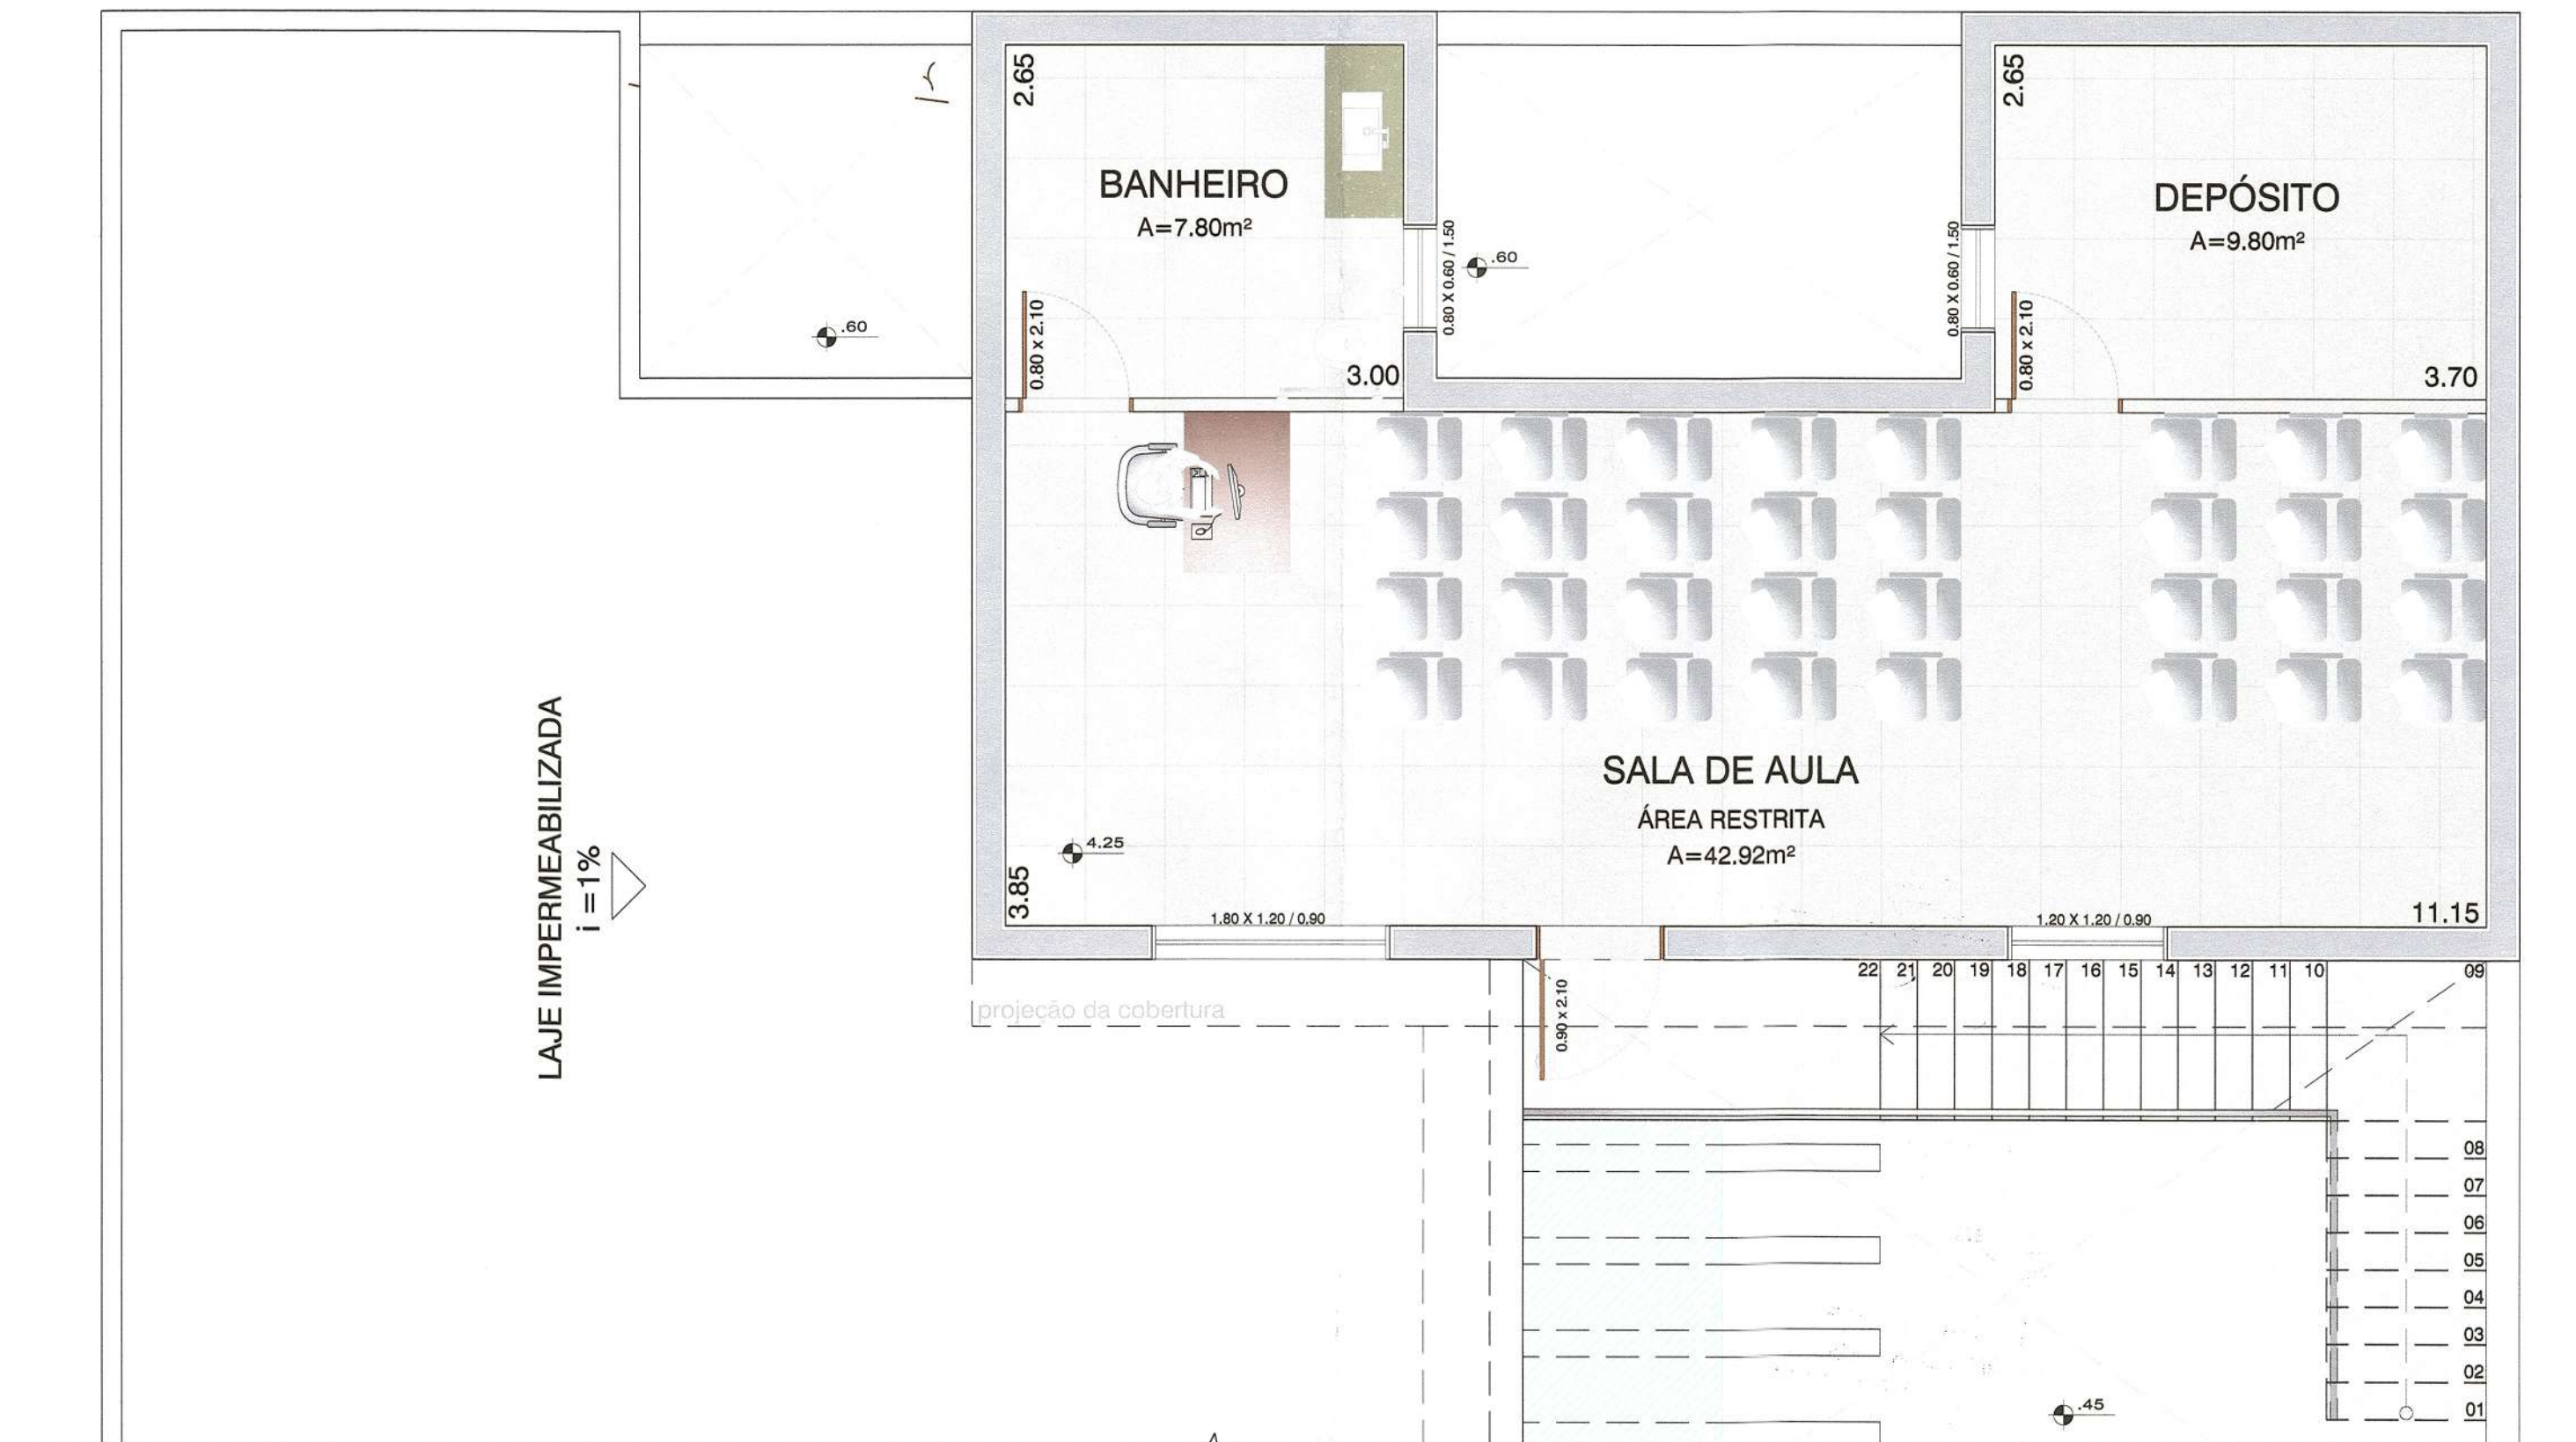 2.65
BANHEIRO
A=7.80m²
0.80 x 2.10
3.00
0.80 X 0.60 / 1.50
.60
.60
0.80 X 0.60 / 1.50
2.65
DEPÓSITO
A=9.80m²
0.80 x 2.10
3.70
LAJE IMPERMEABILIZADA
i =1%
SALA DE AULA
ÁREA RESTRITA
A=42.92m²
4.25
3.85
1.80 X 1.20 / 0.90
1.20 X 1.20 / 0.90
11.15
projeção da cobertura
0.90 x 2.10
22 21 20 19 18 17 16 15 14 13 12 11 10 09
08
07
06
05
04
03
02
01
.45